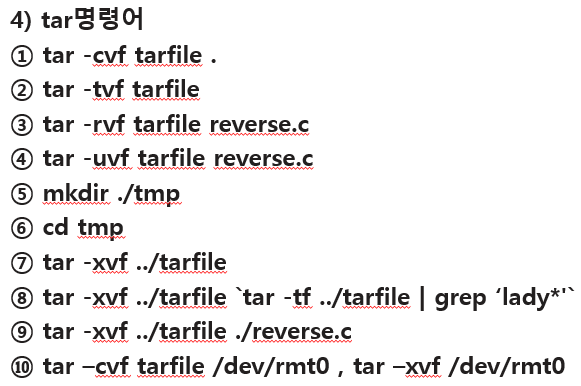 4) tar명령어
① tar -cvf tarfile .
② tar -tvf tarfile
③ tar -rvf tarfile reverse.c
④ tar -uvf tarfile reverse.c
⑤ mkdir ./tmp
⑥ cd tmp
⑦ tar -xvf ../tarfile
⑧ tar -xvf ../tarfile `tar -tf ../tarfile | grep ‘lady*'`
⑨ tar -xvf ../tarfile ./reverse.c
⑩ tar –cvf tarfile /dev/rmt0 , tar –xvf /dev/rmt0